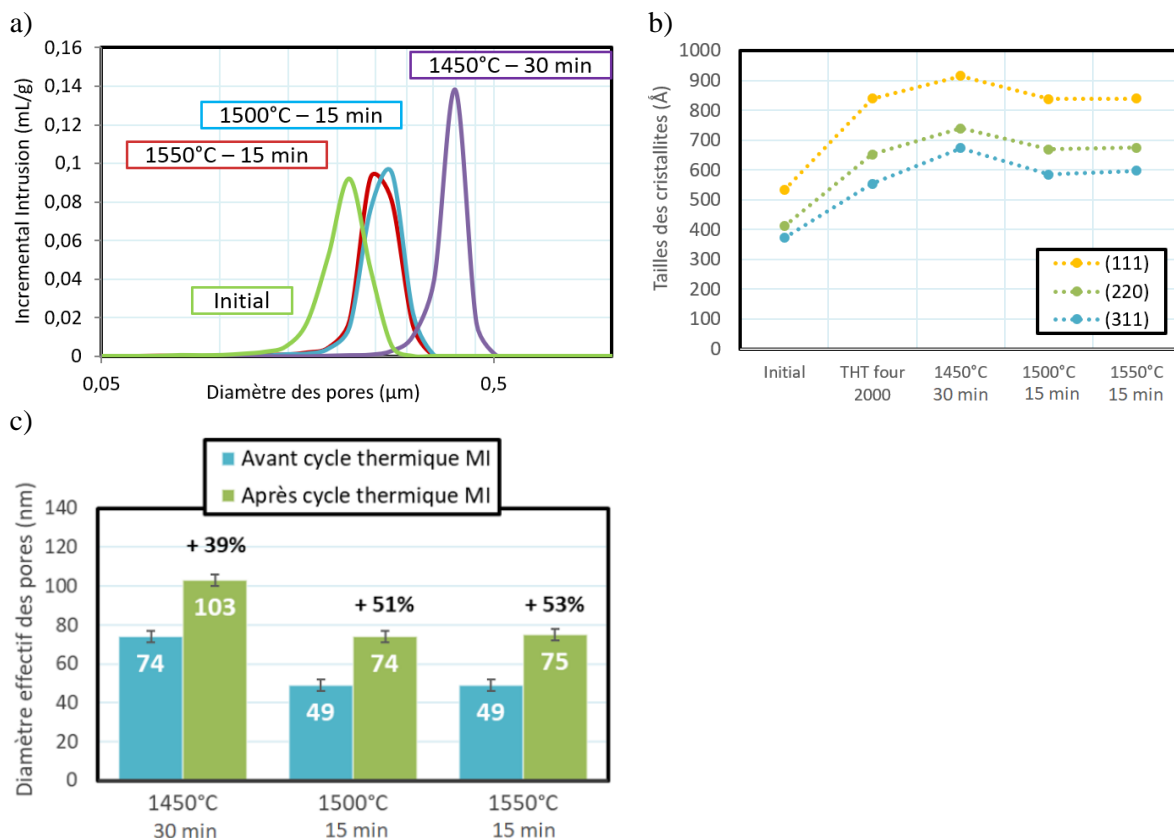 a)
0,16
0,14
0,12
0,1
0,08
0,06
0,04
0,02
0
Incremental Intrusion (mL/g)
1450°C – 30 min
1500°C – 15 min
1550°C – 15 min
Initial
0,05
0,5
Diamètre des pores (µm)
b)
1000
900
800
700
600
500
400
300
200
100
0
Tailles des cristallites (Å)
(111)
(220)
(311)
Initial
THT four
2000
1450°C
30 min
1500°C
15 min
1550°C
15 min
c)
Avant cycle thermique MI
Après cycle thermique MI
140
120
100
80
60
40
20
0
Diamètre effectif des pores (nm)
+ 39%
+ 51%
+ 53%
74
103
49
74
49
75
1450°C
30 min
1500°C
15 min
1550°C
15 min